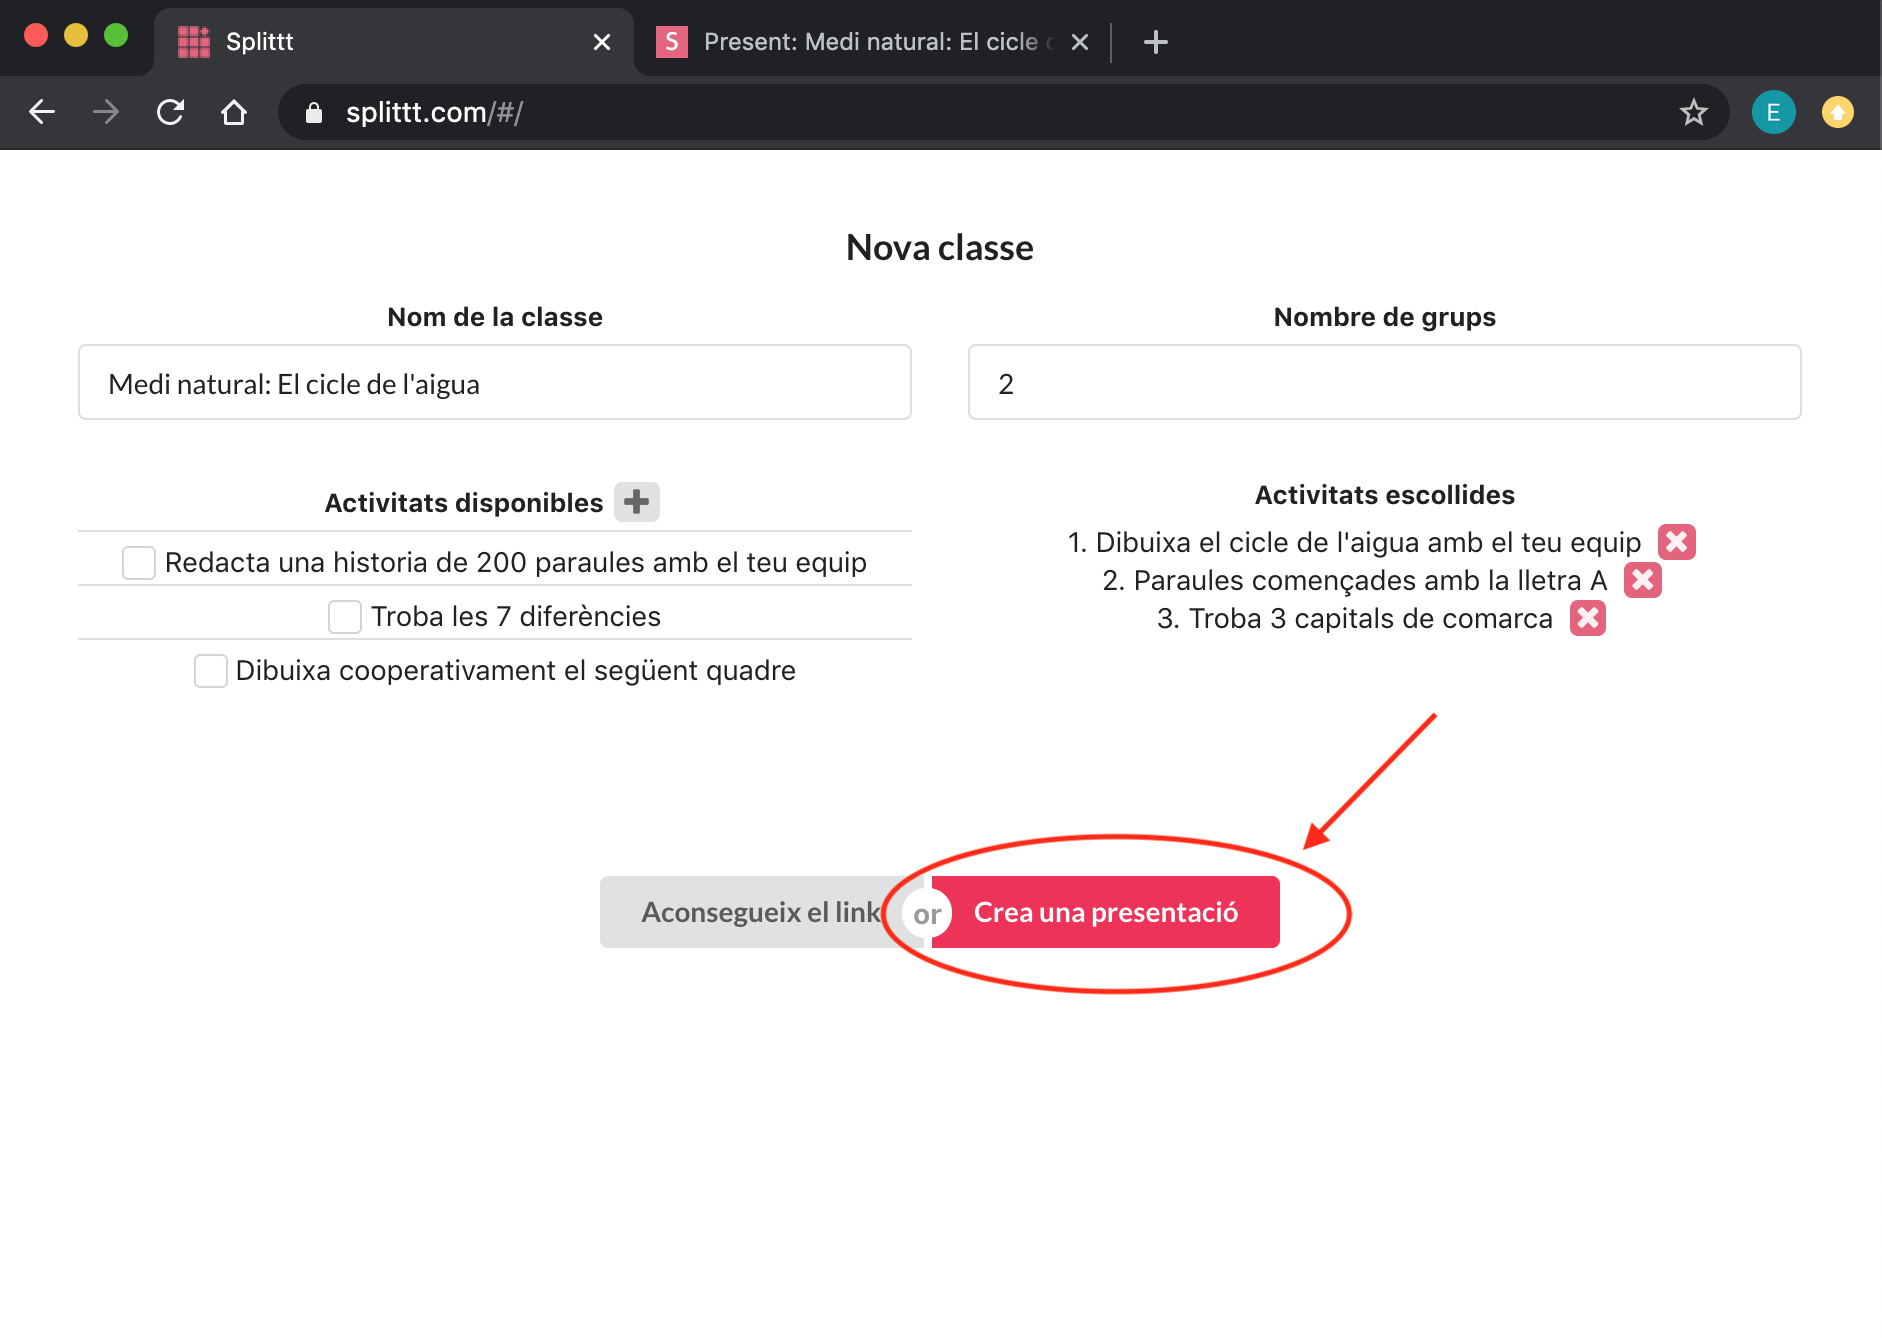 Splittt
S Present: Medi natural: El cicle
splittt.com/#/
E
Nova classe
Nom de la classe
Nombre de grups
Medi natural: El cicle de l'aigua
2
Activitats disponibles
Redacta una historia de 200 paraules amb el teu equip
Troba les 7 diferències
Dibuixa cooperativament el següent quadre
Activitats escollides
1. Dibuixa el cicle de l'aigua amb el teu equip
2. Paraules començades amb la lletra A
3. Troba 3 capitals de comarca
Aconsegueix el link or Crea una presentació